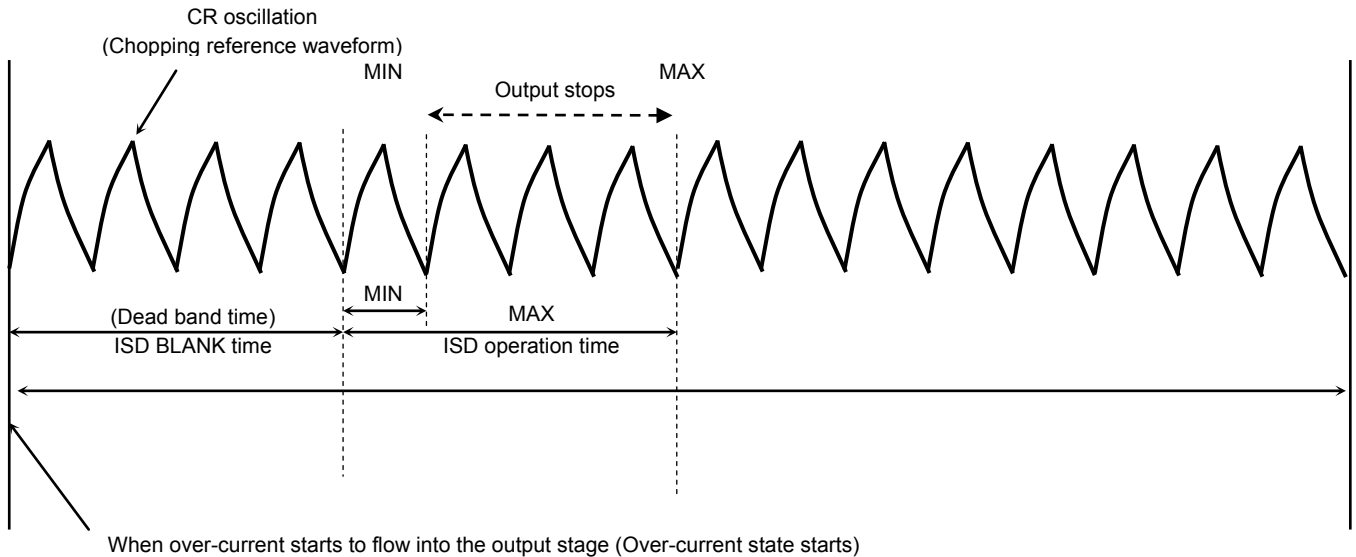 CR oscillation
(Chopping reference waveform)
MIN
MAX
Output stops
MIN
(Dead band time)
MAX
ISD BLANK time
ISD operation time
When over-current starts to flow into the output stage (Over-current state starts)